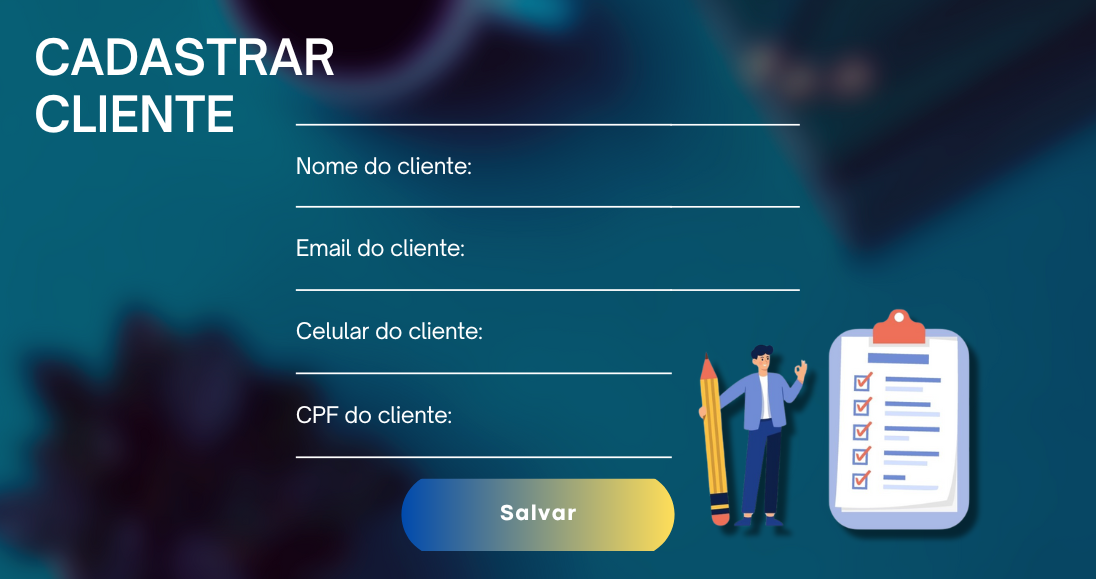 CADASTRAR
CLIENTE
Nome do cliente:
Email do cliente:
Celular do cliente:
CPF do cliente:
Salvar